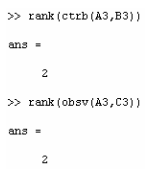 >> rank(ctrb(A3,B3))
ans =
2
>> rank(obsv(A3,C3))
ans =
2